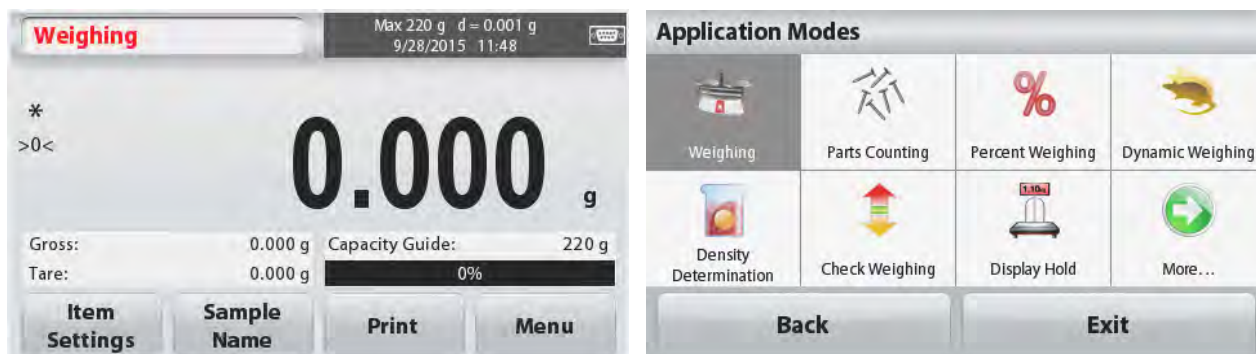 Weighing
Max 220 g d = 0.001 g
9/28/2015 11:48
*
>0<
0.000 g
Gross: 0.000 g
Tare: 0.000 g
Capacity Guide: 220 g
0%
Item Settings
Sample Name
Print
Menu
Application Modes
Weighing
Parts Counting
Percent Weighing
Dynamic Weighing
Density
Determination
Check Weighing
1.10kg
Display Hold
More...
Back
Exit